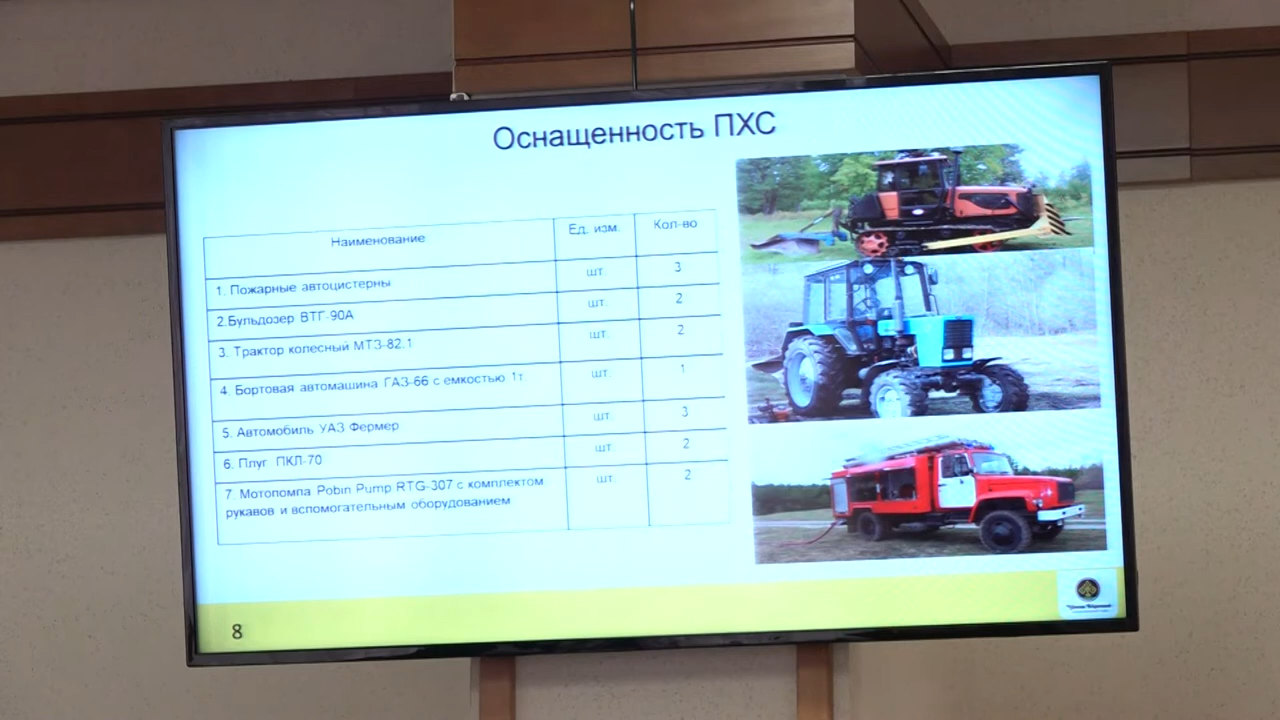 Оснащенность ПХС
Наименование Ед. изм. Кол-во
1. Пожарные автоцистерны шт. 3
2.Бульдозер ВТГ-90А шт. 2
3. Трактор колесный МТЗ-82.1 шт. 2
4. Бортовая автомашина ГАЗ-66 с емкостью 1т. шт. 1
5. Автомобиль УАЗ Фермер шт. 3
6. Плуг ПКЛ-70 шт. 2
7. Мотопомпа Pobin Pump RTG-307 с комплектом шт. 2
рукавов и вспомогательным оборудованием
8